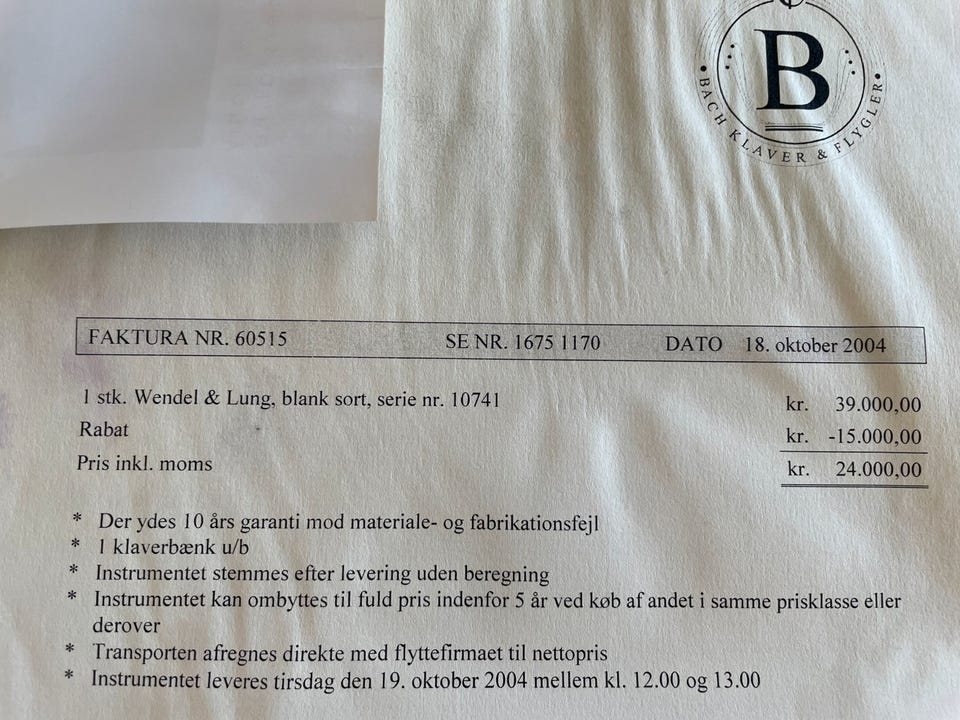 B
BACH KLAVER & FLYGLER
FAKTURA NR. 60515 SE NR. 1675 1170 DATO 18. oktober 2004
1 stk. Wendel & Lung, blank sort, serie nr. 10741 kr. 39.000,00
Rabat kr. -15.000,00
Pris inkl. moms kr. 24.000,00
* Der ydes 10 års garanti mod materiale- og fabrikationsfejl
* 1 klaverbænk u/b
* Instrumentet stemmes efter levering uden beregning
* Instrumentet kan ombyttes til fuld pris indenfor 5 år ved køb af andet i samme prisklasse eller
derover
* Transporten afregnes direkte med flyttefirmaet til nettopris
* Instrumentet leveres tirsdag den 19. oktober 2004 mellem kl. 12.00 og 13.00